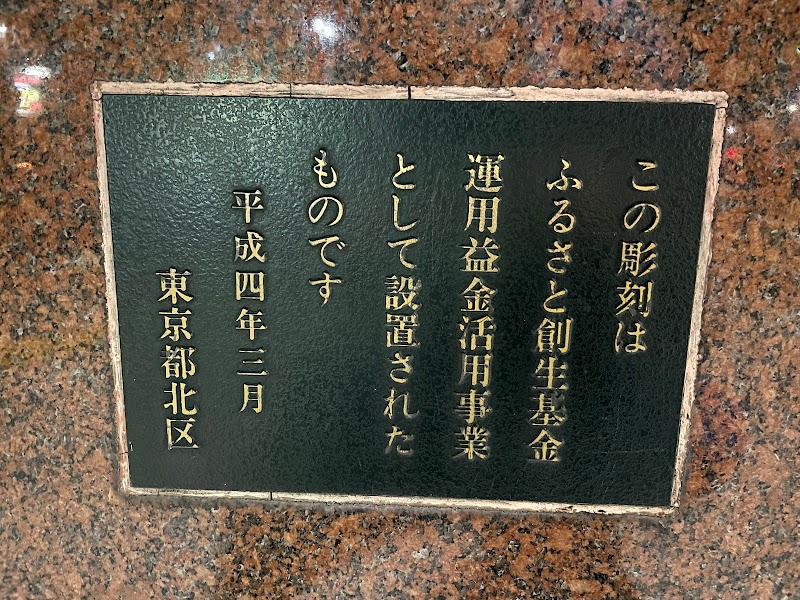 この彫刻は
ふるさと創生基金
運用益金活用事業
として設置された
ものです
平成四年三月
東京都北区